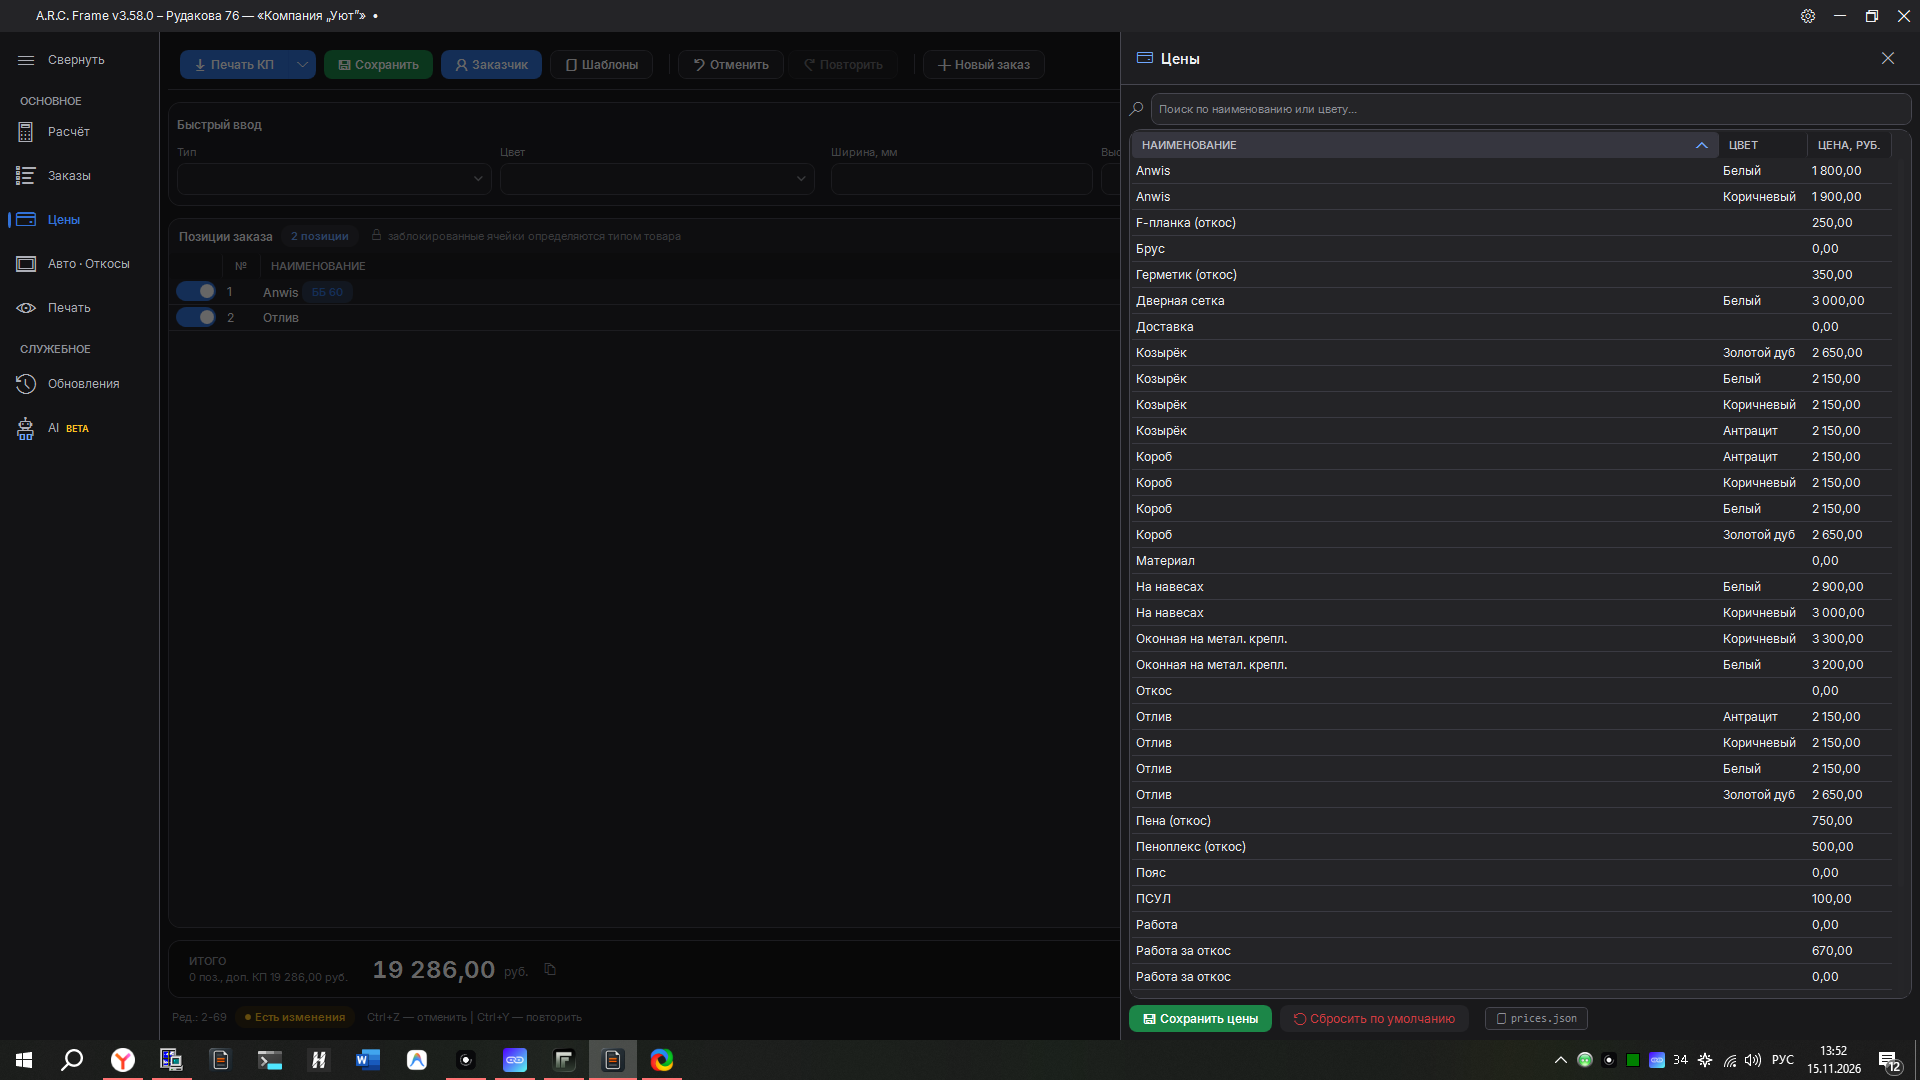 A.R.C. Frame v3.58.0 – Рудакова 76 — «Компания „Уют“» •
Свернуть
ОСНОВНОЕ
Расчёт
Заказы
Цены
Авто · Откосы
Печать
СЛУЖЕБНОЕ
Обновления
AI BETA
Печать КП
Сохранить
Заказчик
Шаблоны
Отменить
Повторить
Новый заказ
Быстрый ввод
Тип Цвет Ширина, мм Выс
Позиции заказа 2 позиции заблокированные ячейки определяются типом товара
№ НАИМЕНОВАНИЕ
1 Anwis ББ 60
2 Отлив
ИТОГО
0 поз., доп. КП 19 286,00 руб.
19 286,00 руб.
Ред.: 2-69 • Есть изменения Ctrl+Z — отменить | Ctrl+Y — повторить
Цены
Поиск по наименованию или цвету...
НАИМЕНОВАНИЕ ЦВЕТ ЦЕНА, РУБ.
Anwis Белый 1 800,00
Anwis Коричневый 1 900,00
F-планка (откос) 250,00
Брус 0,00
Герметик (откос) 350,00
Дверная сетка Белый 3 000,00
Доставка 0,00
Козырёк Золотой дуб 2 650,00
Козырёк Белый 2 150,00
Козырёк Коричневый 2 150,00
Козырёк Антрацит 2 150,00
Короб Антрацит 2 150,00
Короб Коричневый 2 150,00
Короб Белый 2 150,00
Короб Золотой дуб 2 650,00
Материал 0,00
На навесах Белый 2 900,00
На навесах Коричневый 3 000,00
Оконная на метал. крепл. Коричневый 3 300,00
Оконная на метал. крепл. Белый 3 200,00
Откос 0,00
Отлив Антрацит 2 150,00
Отлив Коричневый 2 150,00
Отлив Белый 2 150,00
Отлив Золотой дуб 2 650,00
Пена (откос) 750,00
Пеноплекс (откос) 500,00
Пояс 0,00
ПСУЛ 100,00
Работа 0,00
Работа за откос 670,00
Работа за откос 0,00
Сохранить цены
Сбросить по умолчанию
prices.json
34
РУС
13:52
15.11.2026
12